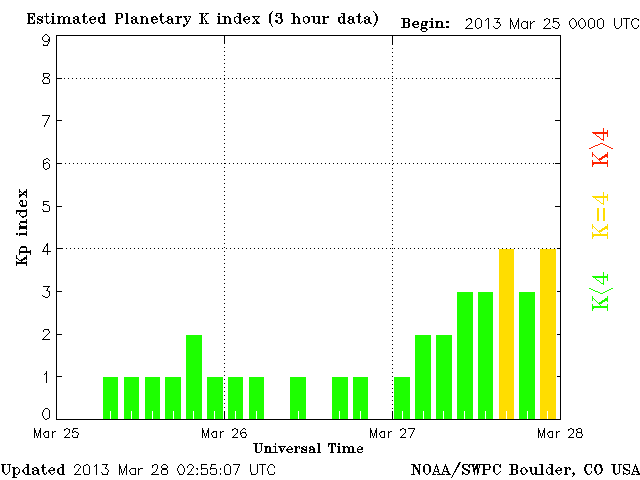 Estimated Planetary K index (3 hour data)
Begin: 2013 Mar 25 0000 UTC
9
8
7
6
5
4
3
2
1
0
Kp index
K>4
K=4
K<4
Mar 25
Mar 26
Mar 27
Mar 28
Universal Time
Updated 2013 Mar 28 02:55:07 UTC
NOAA/SWPC Boulder, CO USA